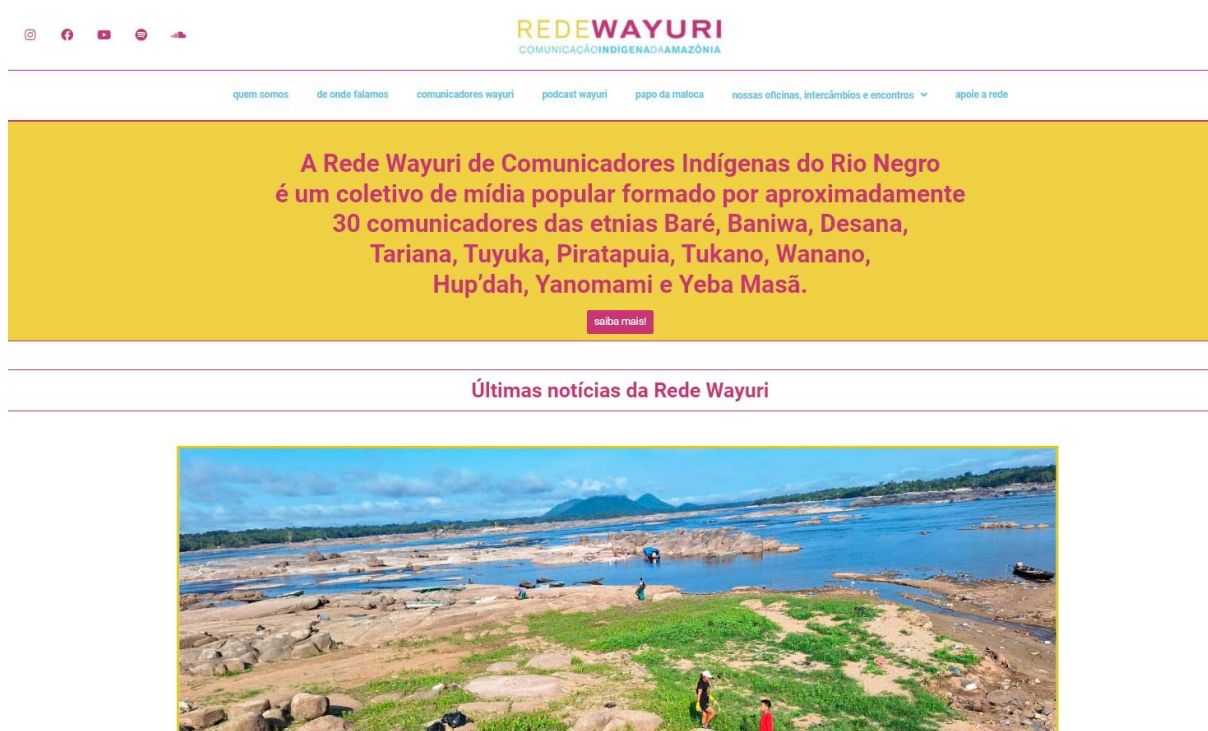 REDEWAYURI
COMUNICAÇÃOINDÍGENADAAMAZÔNIA
quem somos de onde falamos comunicadores wayuri podcast wayuri papo da maloca nossas oficinas, intercâmbios e encontros apoie a rede
A Rede Wayuri de Comunicadores Indígenas do Rio Negro
é um coletivo de mídia popular formado por aproximadamente
30 comunicadores das etnias Baré, Baniwa, Desana,
Tariana, Tuyuka, Piratapuia, Tukano, Wanano,
Hup’dah, Yanomami e Yeba Masã.
saiba mais!
Últimas notícias da Rede Wayuri